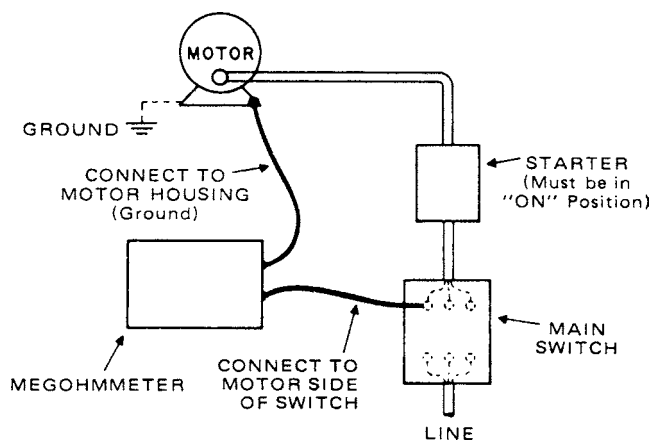 MOTOR
GROUND
CONNECT TO
MOTOR HOUSING
(Ground)
STARTER
(Must be in
"ON" Position)
MEGOHMMETER
CONNECT TO
MOTOR SIDE
OF SWITCH
MAIN
SWITCH
LINE